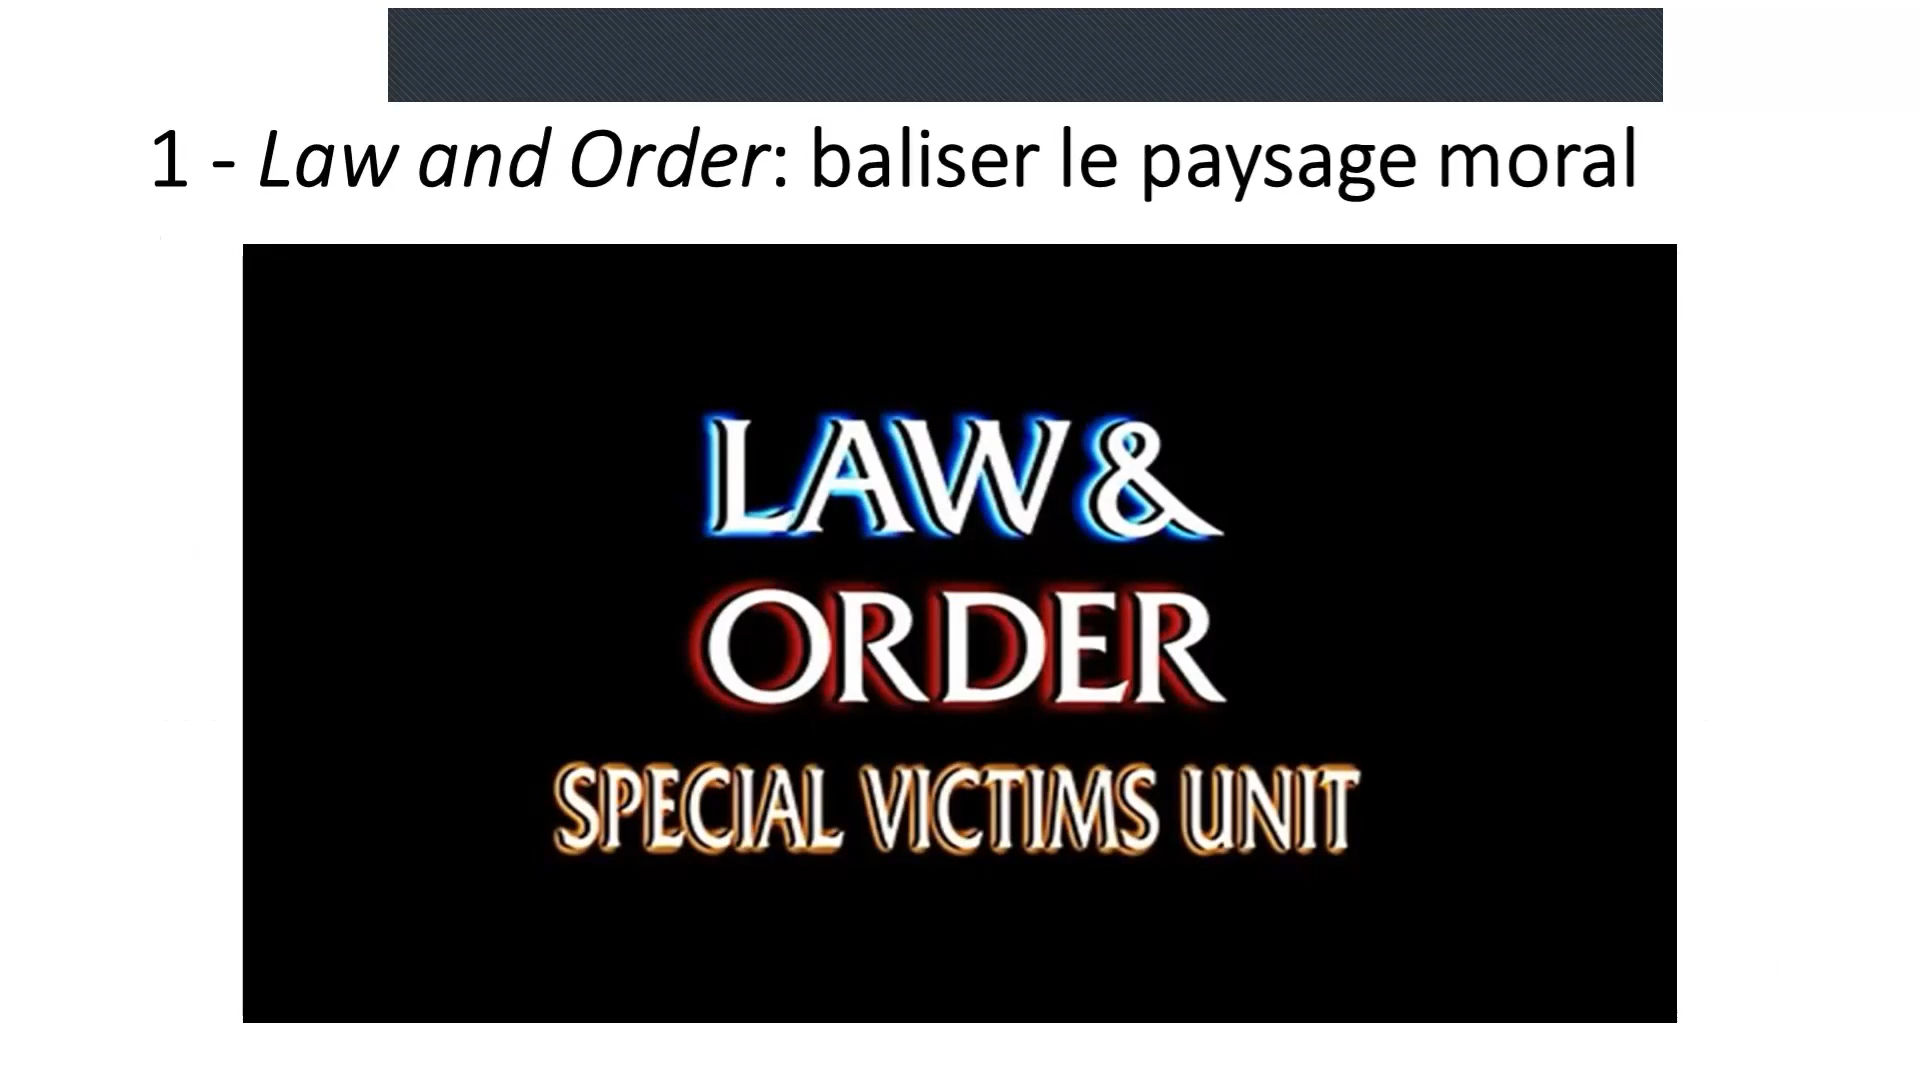 1 - Law and Order: baliser le paysage moral
LAW &
ORDER
SPECIAL VICTIMS UNIT